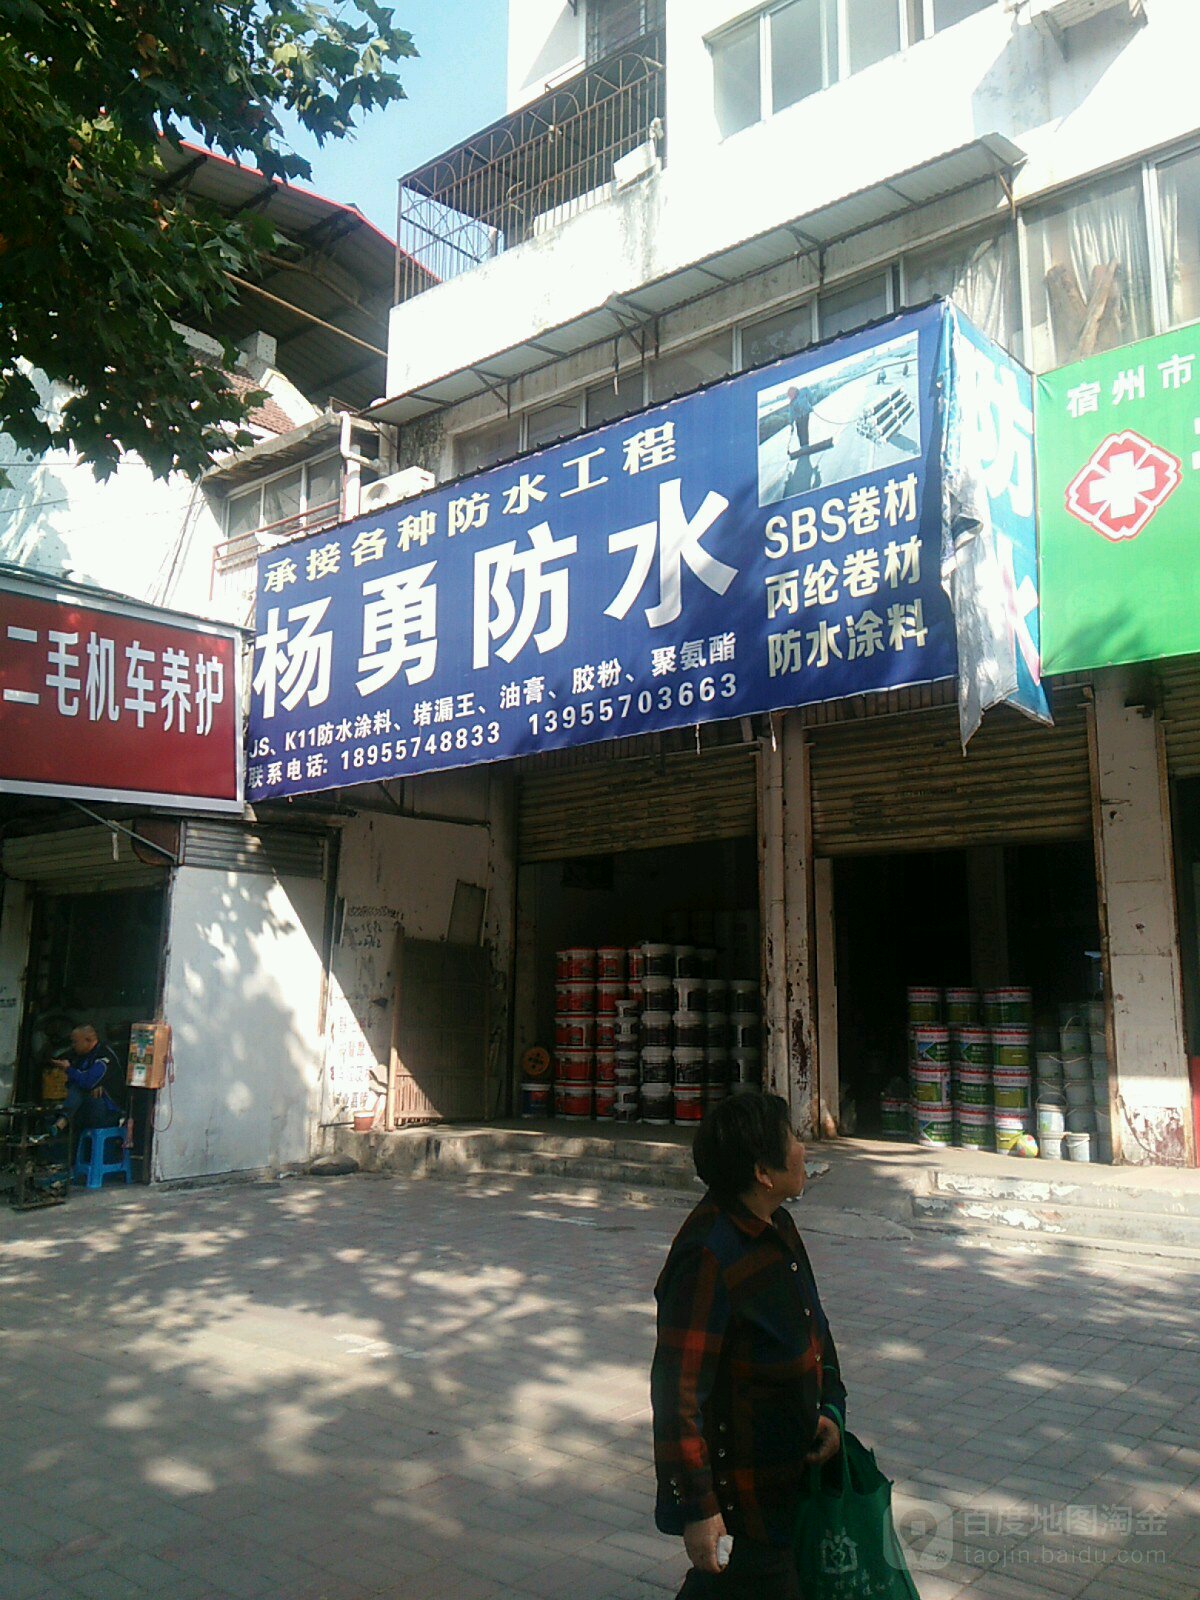 承接各种防水工程
杨勇防水
JS、K11防水涂料、堵漏王、油膏、胶粉、聚氨酯
联系电话: 18955748833 13955703663
SBS卷材
丙纶卷材
防水涂料
防水
二毛机车养护
宿州市
百度地图淘金
taojin.baidu.com